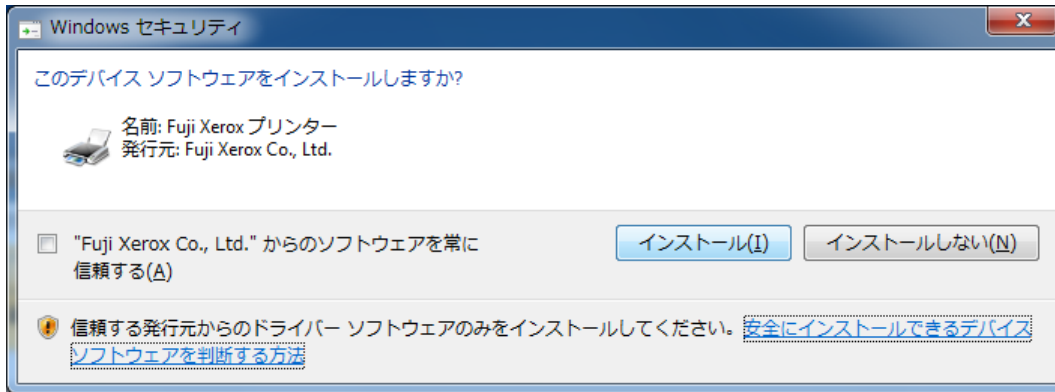 Windows セキュリティ
このデバイス ソフトウェアをインストールしますか?
名前: Fuji Xerox プリンター
発行元: Fuji Xerox Co., Ltd.
"Fuji Xerox Co., Ltd." からのソフトウェアを常に
信頼する(A)
インストール(I)
インストールしない(N)
信頼する発行元からのドライバー ソフトウェアのみをインストールしてください。安全にインストールできるデバイス
ソフトウェアを判断する方法